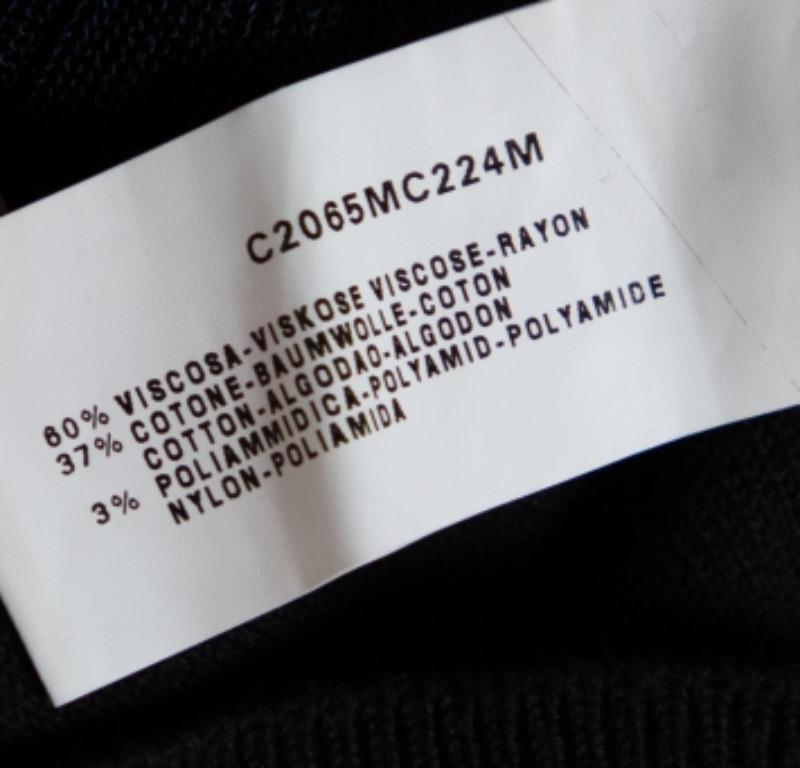 C2065MC224M
60% VISCOSA-VISKOSE VISCOSE-RAYON
37% COTONE-BAUMWOLLE-COTON
COTTON-ALGODAO-ALGODON
3% POLIAMMIDICA-POLYAMID-POLYAMIDE
NYLON-POLIAMIDA